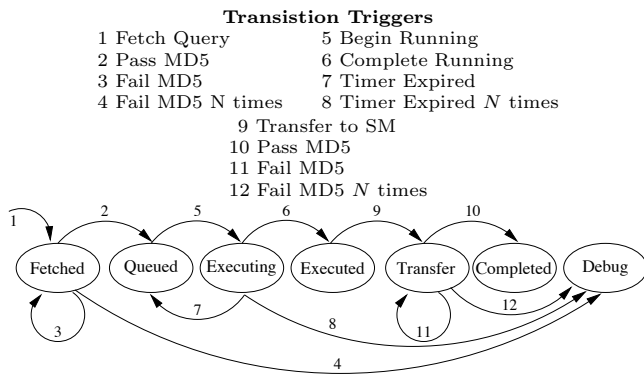 Transistion Triggers
1 Fetch Query 5 Begin Running
2 Pass MD5 6 Complete Running
3 Fail MD5 7 Timer Expired
4 Fail MD5 N times 8 Timer Expired N times
9 Transfer to SM
10 Pass MD5
11 Fail MD5
12 Fail MD5 N times
1 2 5 6 9 10
Fetched Queued Executing Executed Transfer Completed Debug
3 7 8 11 12
4